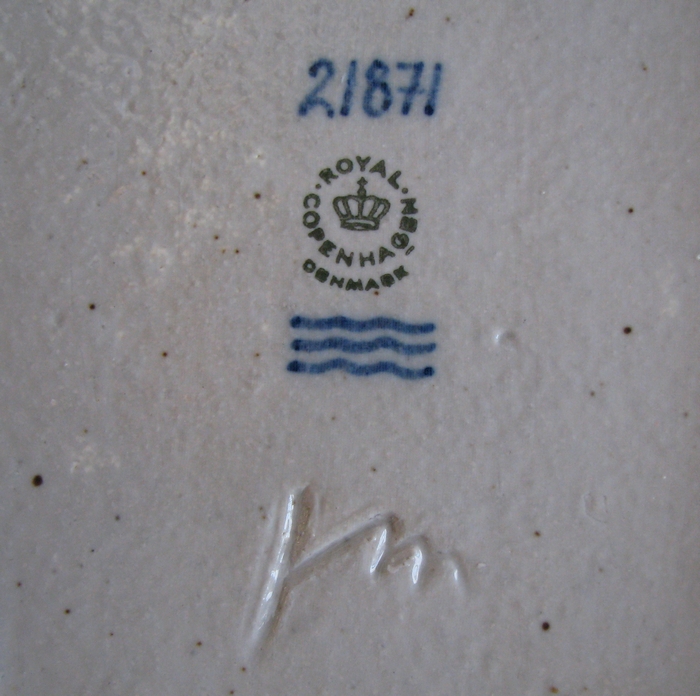 21871
ROYAL
COPENHAGEN
DENMARK